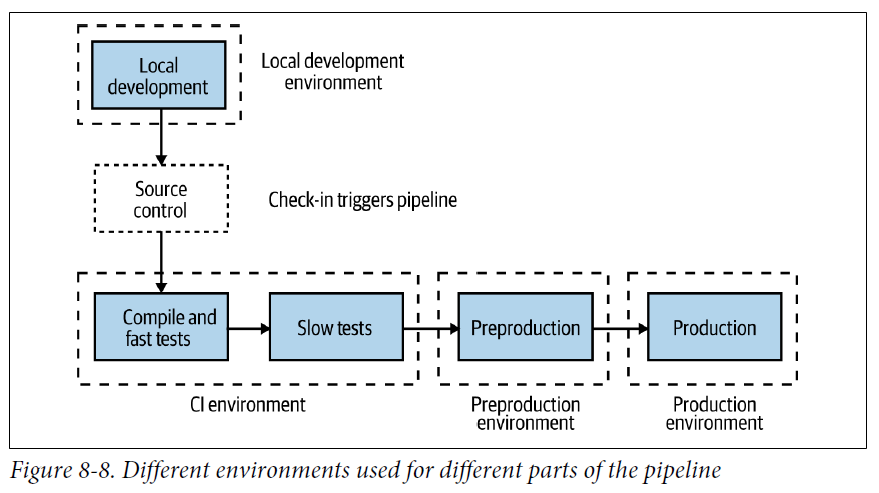 Local
development
Local development
environment
Source
control
Check-in triggers pipeline
Compile and
fast tests
Slow tests
Preproduction
Production
CI environment
Preproduction
environment
Production
environment
Figure 8-8. Different environments used for different parts of the pipeline